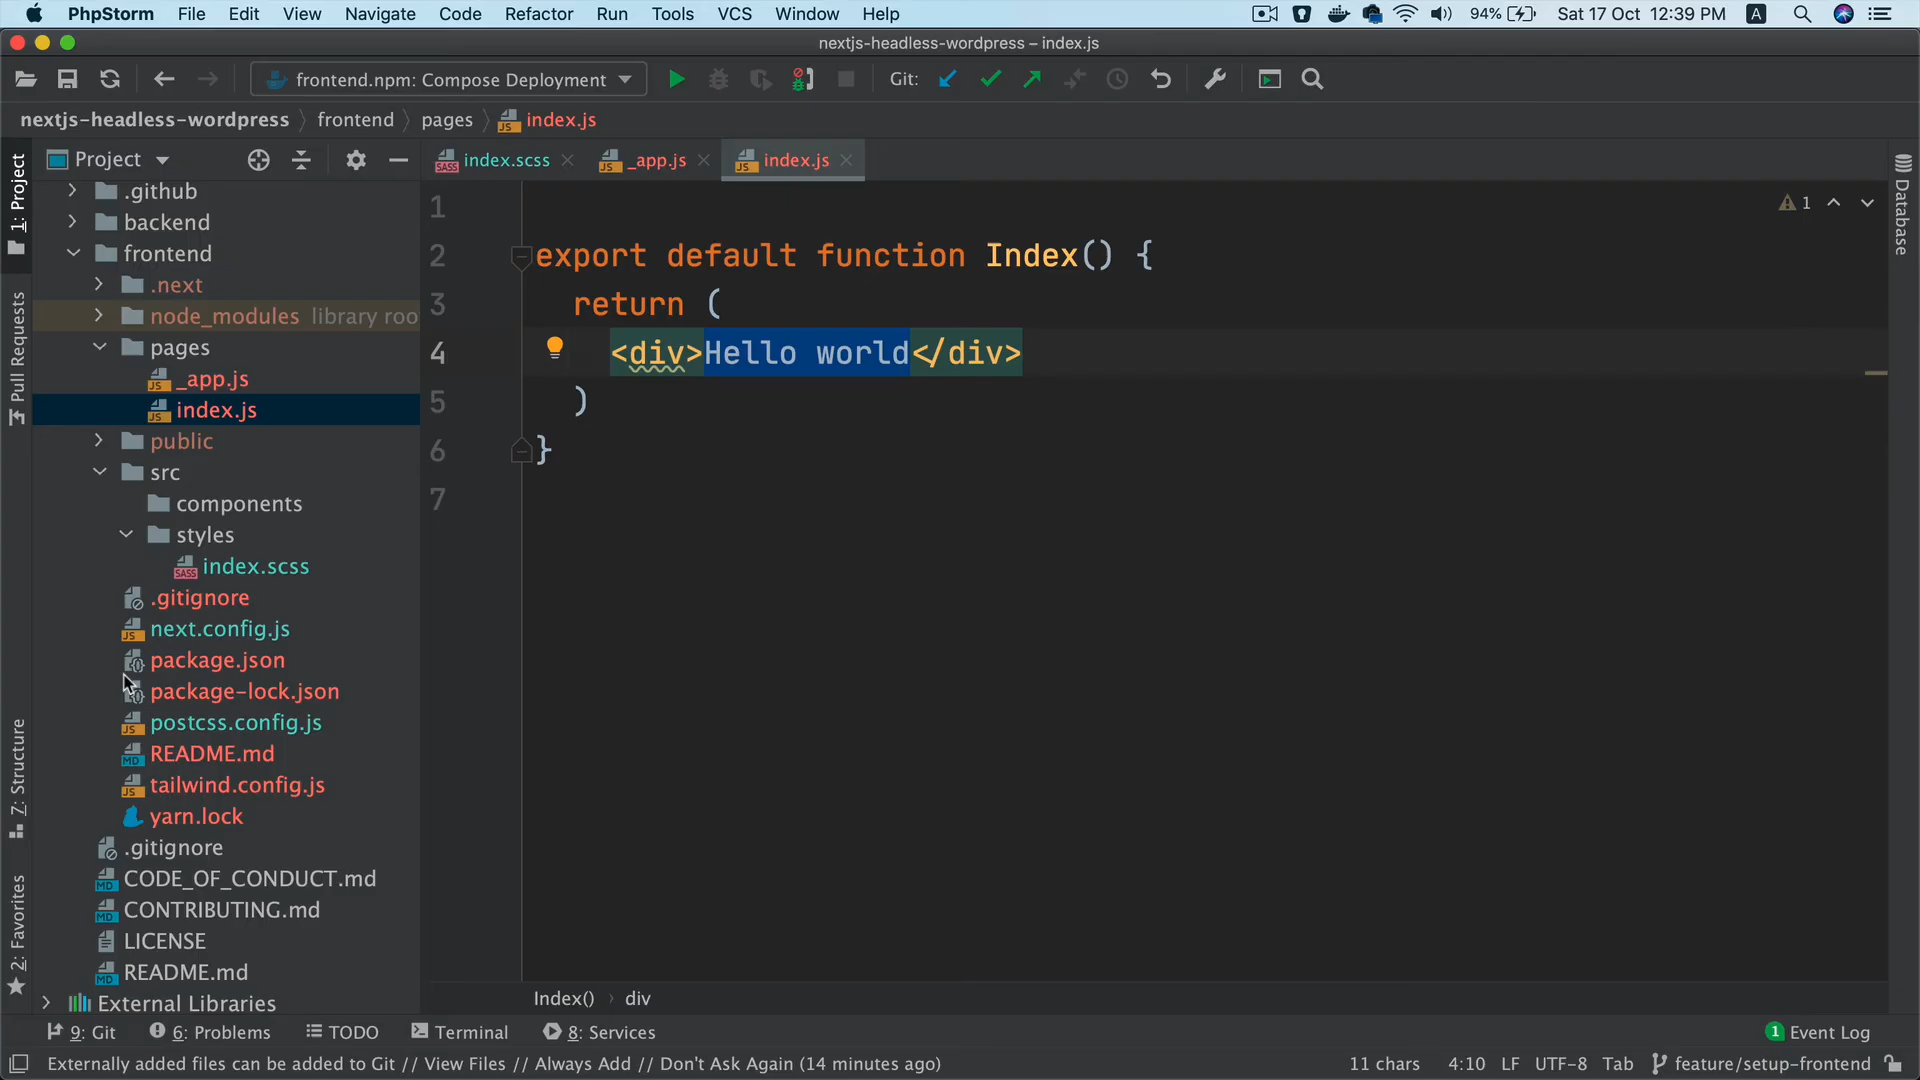 PhpStorm File Edit View Navigate Code Refactor Run Tools VCS Window Help 94% Sat 17 Oct 12:39 PM A
nextjs-headless-wordpress – index.js
frontend.npm: Compose Deployment Git:
nextjs-headless-wordpress frontend pages index.js
1: Project
Pull Requests
7: Structure
2: Favorites
Project
.github
backend
frontend
.next
node_modules library roo
pages
_app.js
index.js
public
src
components
styles
index.scss
.gitignore
next.config.js
package.json
package-lock.json
postcss.config.js
README.md
tailwind.config.js
yarn.lock
.gitignore
CODE_OF_CONDUCT.md
CONTRIBUTING.md
LICENSE
README.md
External Libraries
index.scss _app.js index.js
1
2 export default function Index() {
3 return (
4 <div>Hello world</div>
5 )
6 }
7
1
Database
Index() › div
9: Git 6: Problems TODO Terminal 8: Services 1 Event Log
Externally added files can be added to Git // View Files // Always Add // Don't Ask Again (14 minutes ago) 11 chars 4:10 LF UTF-8 Tab feature/setup-frontend